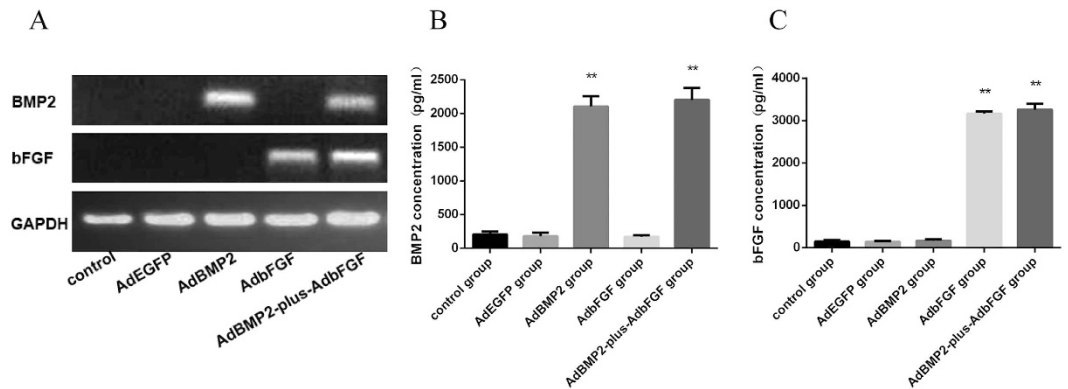 A
BMP2
bFGF
GAPDH
control
AdEGFP
AdBMP2
AdbFGF
AdBMP2-plus-AdbFGF
B
BMP2 concentration (pg/ml)
2500
2000
1500
1000
500
0
**
**
control group
AdEGFP group
AdBMP2 group
AdbFGF group
AdBMP2-plus-AdbFGF group
C
bFGF concentration (pg/ml)
4000
3000
2000
1000
0
**
**
control group
AdEGFP group
AdBMP2 group
AdbFGF group
AdBMP2-plus-AdbFGF group